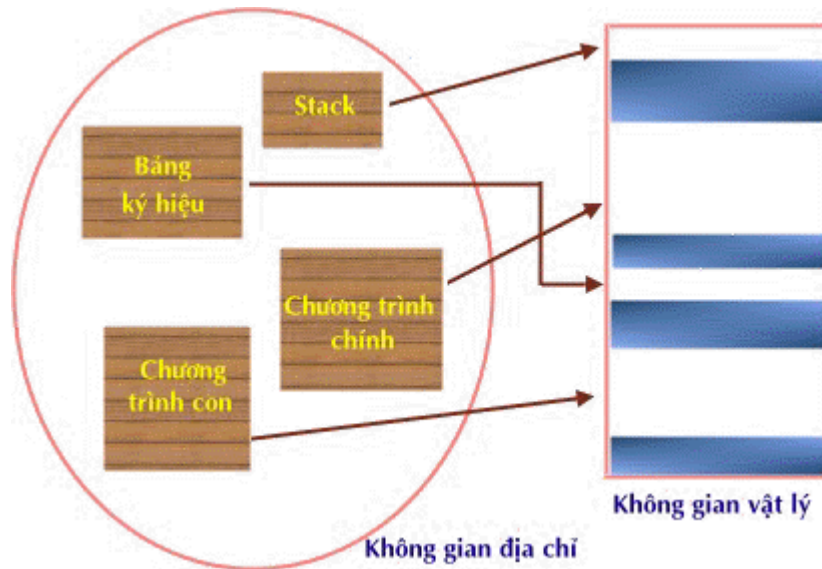 Stack
Bảng
ký hiệu
Chương trình
chính
Chương
trình con
Không gian vật lý
Không gian địa chỉ